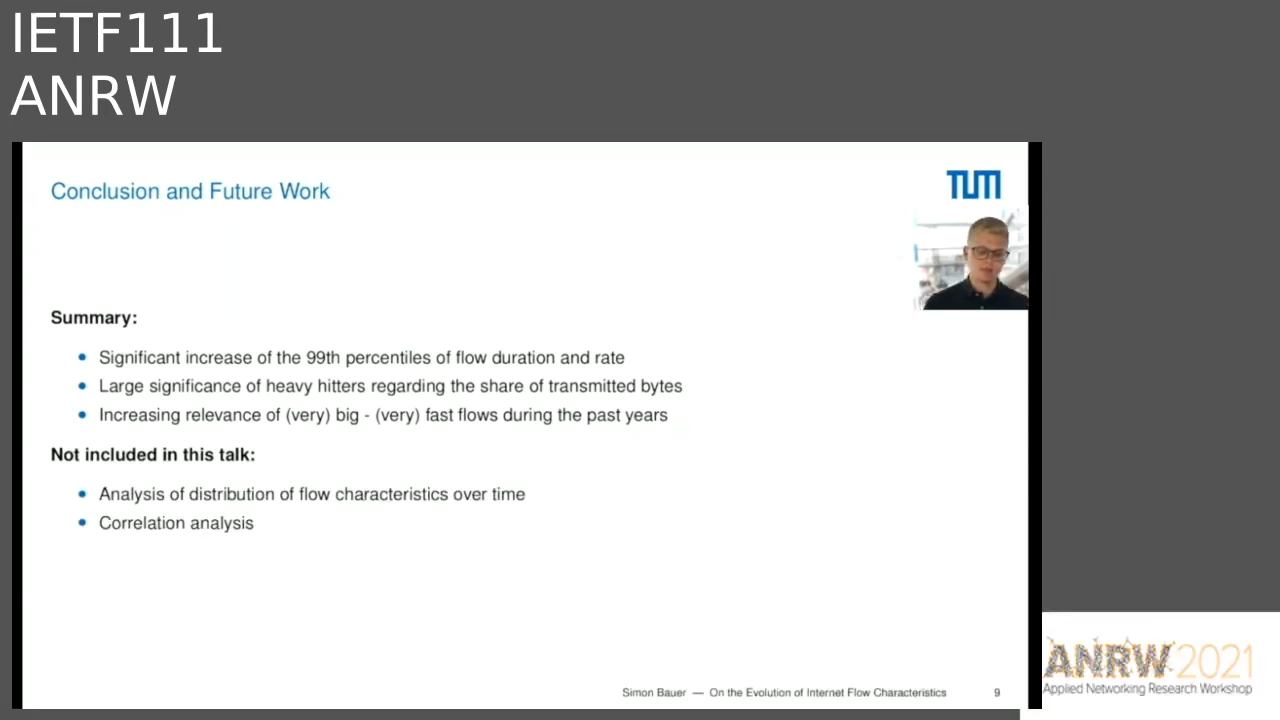 IETF111
ANRW
Conclusion and Future Work
TUM
Summary:
Significant increase of the 99th percentiles of flow duration and rate
Large significance of heavy hitters regarding the share of transmitted bytes
Increasing relevance of (very) big - (very) fast flows during the past years
Not included in this talk:
Analysis of distribution of flow characteristics over time
Correlation analysis
Simon Bauer — On the Evolution of Internet Flow Characteristics 9
ANRW 2021
Applied Networking Research Workshop